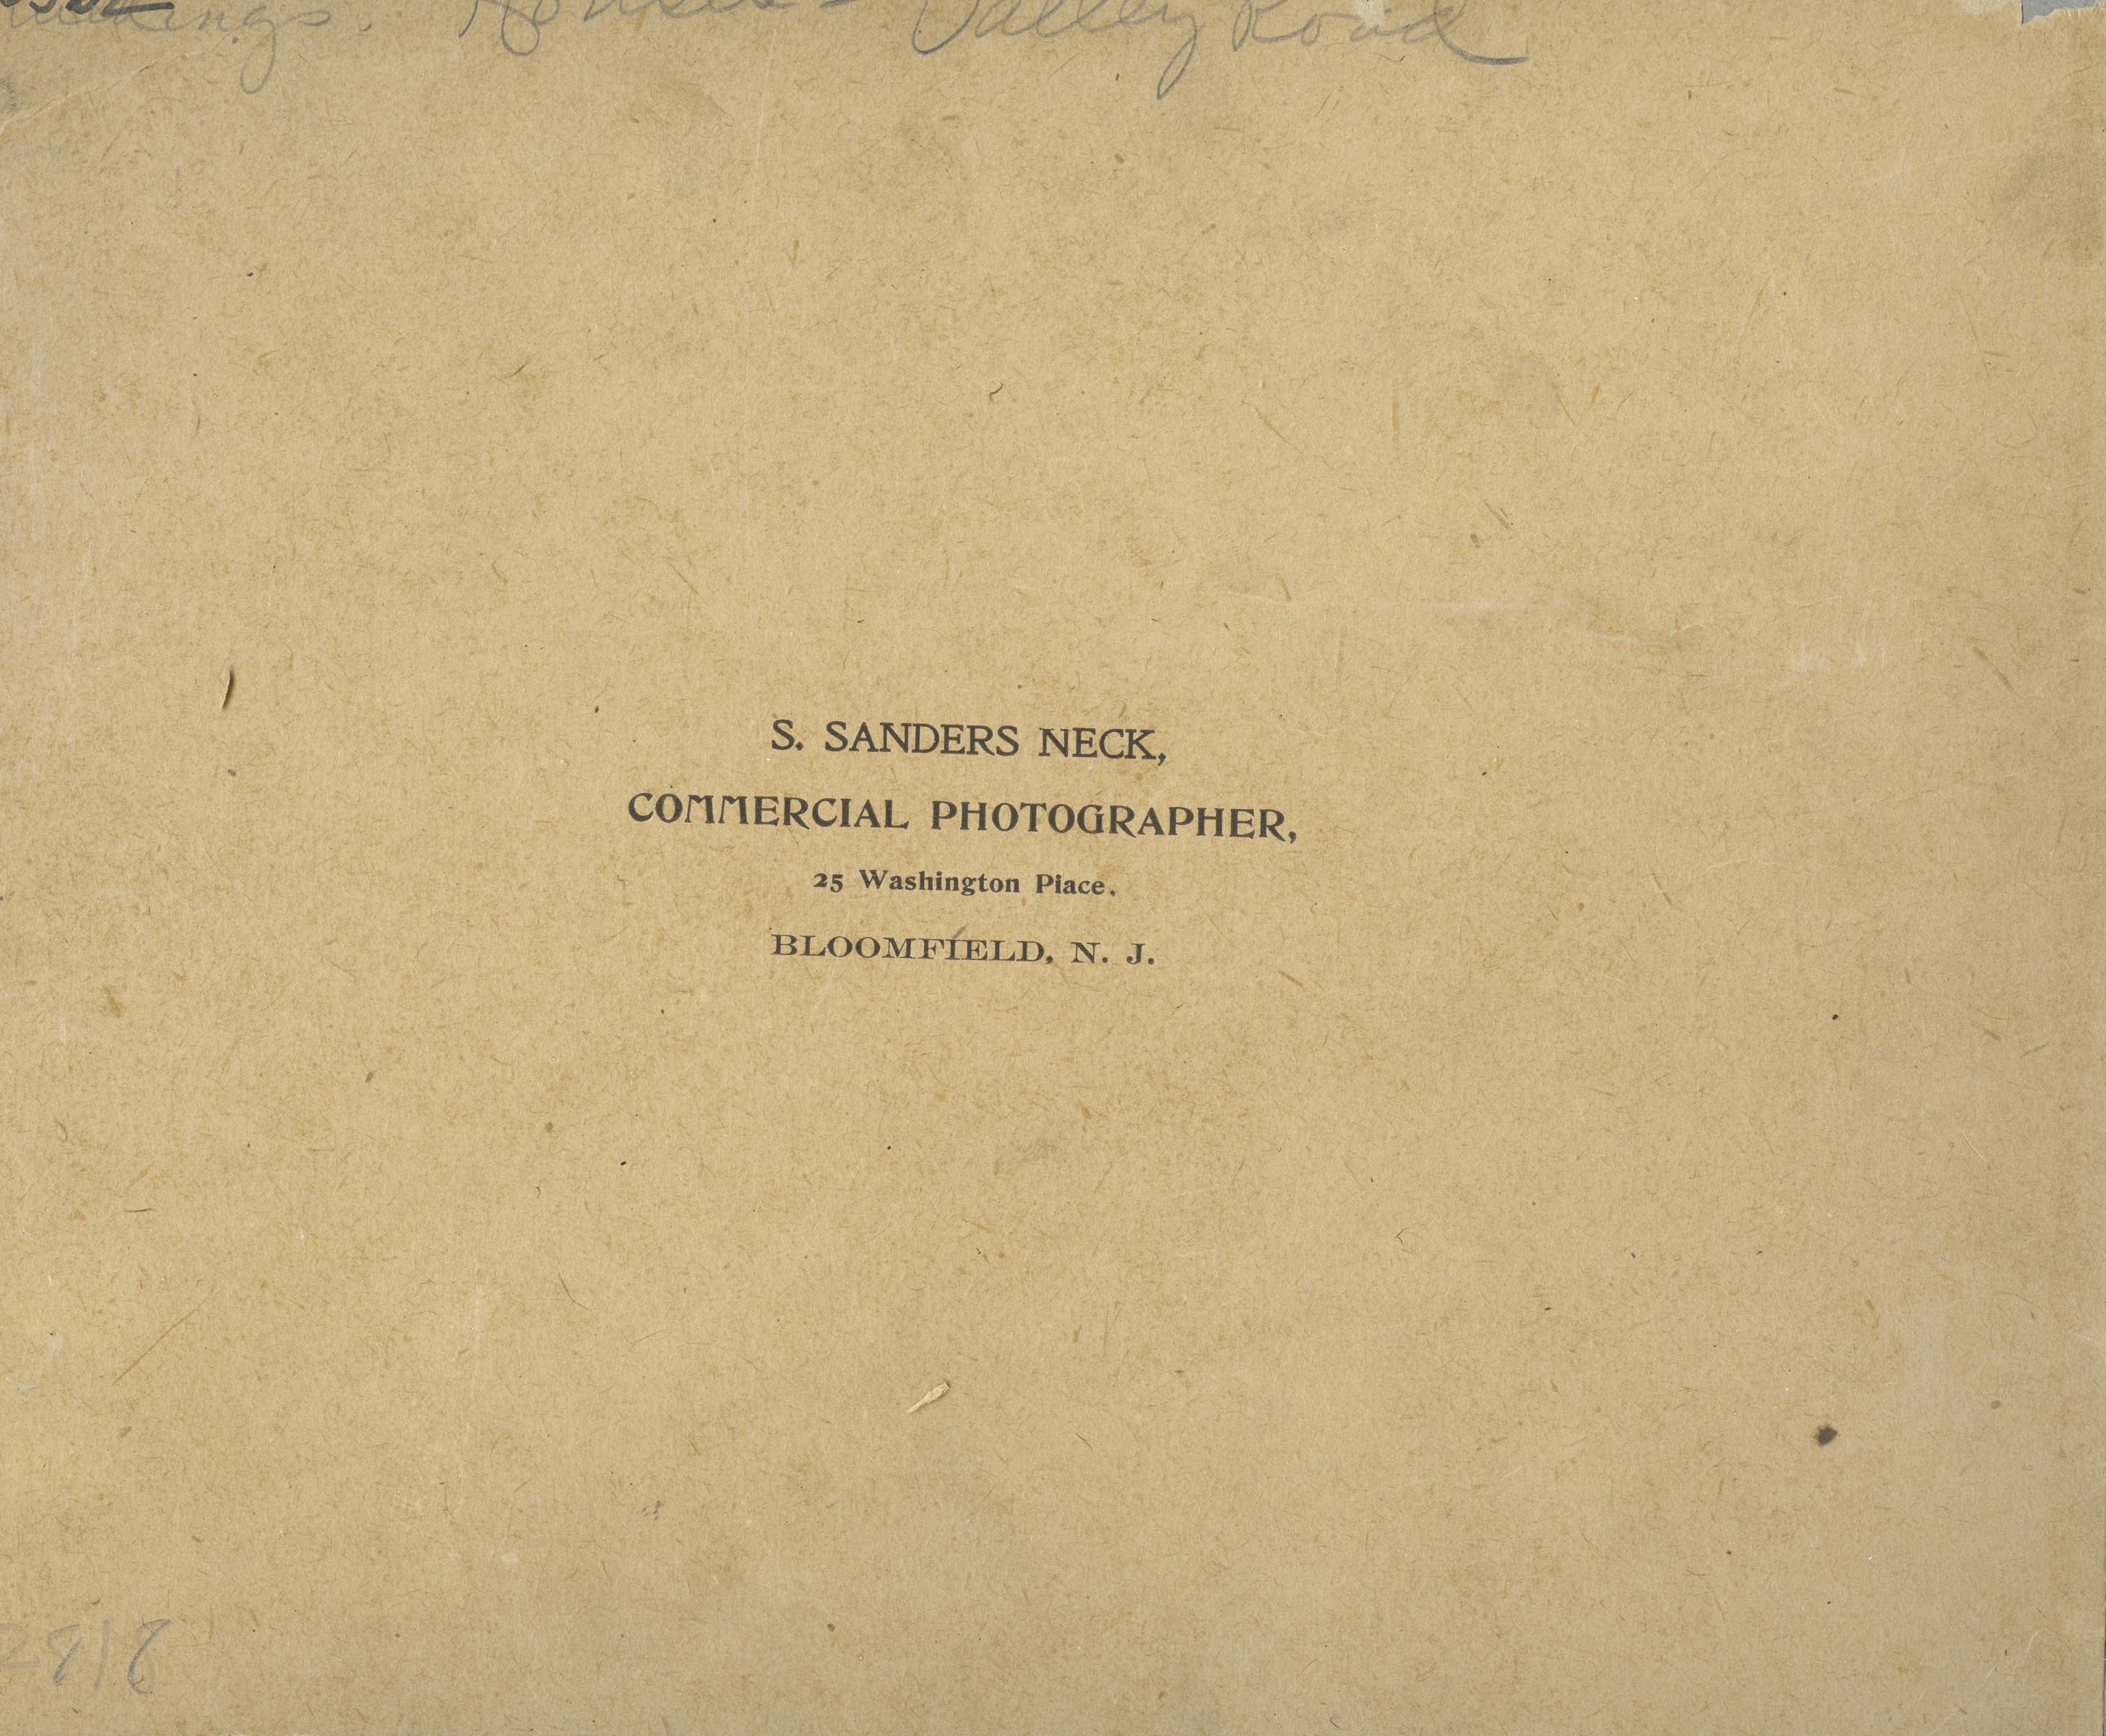 Houses - Valley Road
S. SANDERS NECK,
COMMERCIAL PHOTOGRAPHER,
25 Washington Place.
BLOOMFIELD, N. J.